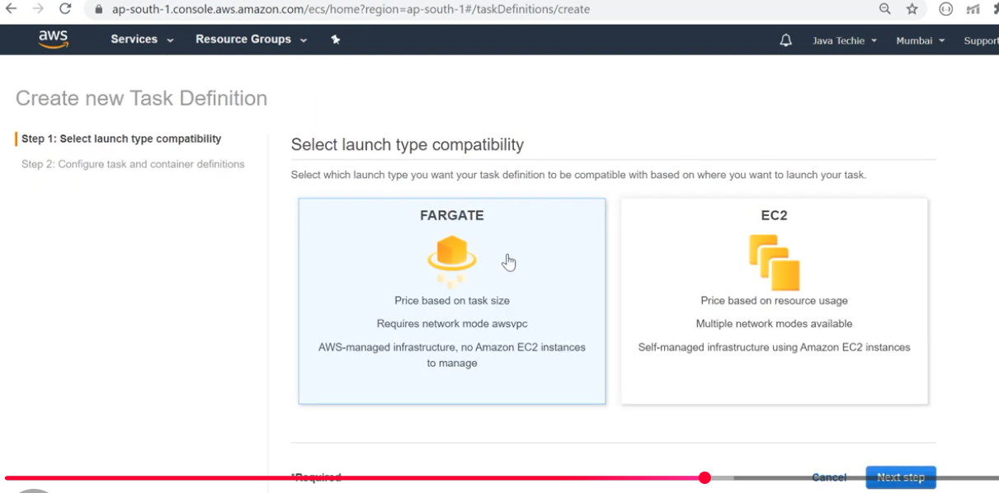 ap-south-1.console.aws.amazon.com/ecs/home?region=ap-south-1#/taskDefinitions/create
aws Services Resource Groups Java Techie Mumbai Support
Create new Task Definition
Step 1: Select launch type compatibility
Step 2: Configure task and container definitions
Select launch type compatibility
Select which launch type you want your task definition to be compatible with based on where you want to launch your task.
FARGATE
Price based on task size
Requires network mode awsvpc
AWS-managed infrastructure, no Amazon EC2 instances
to manage
EC2
Price based on resource usage
Multiple network modes available
Self-managed infrastructure using Amazon EC2 instances
*Required
Cancel
Next step